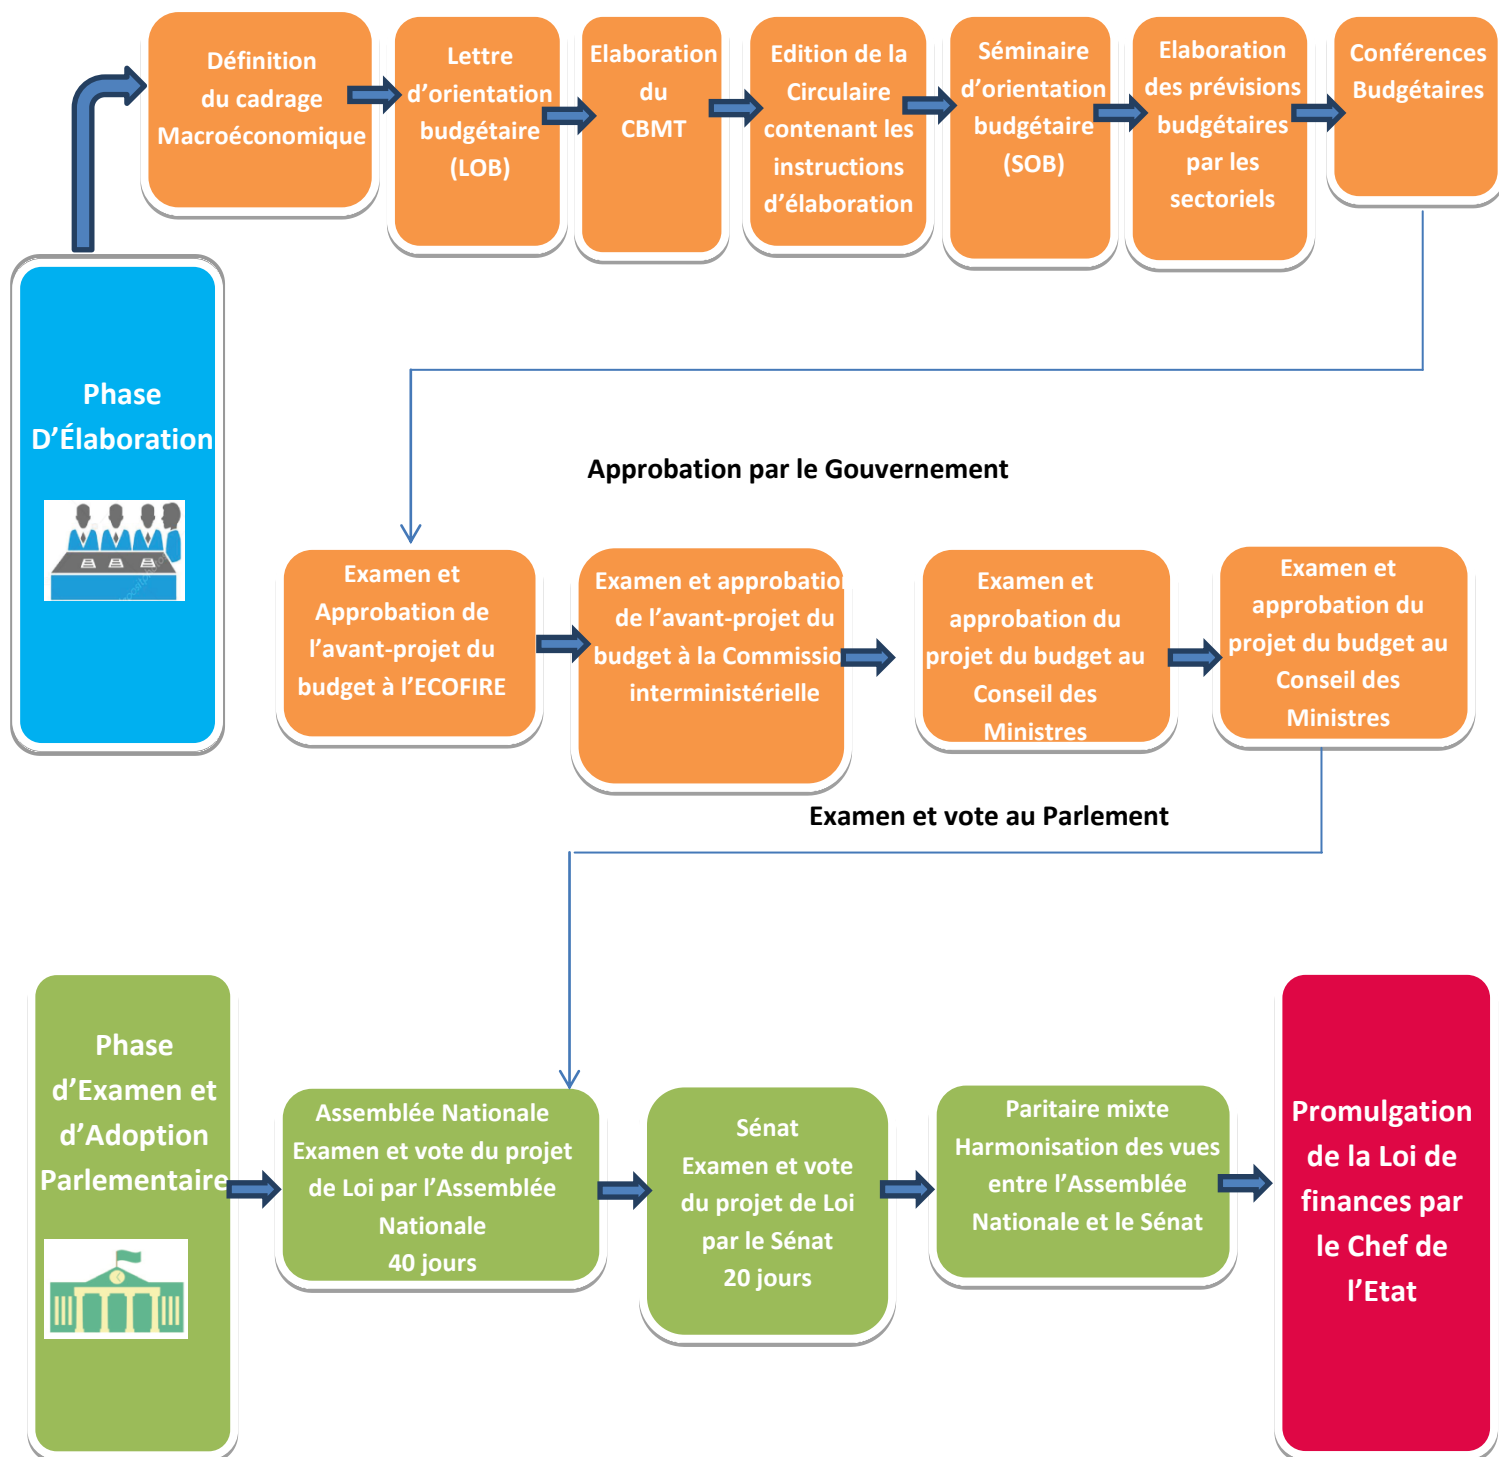 Définition
du cadrage
Macroéconomique
Lettre
d’orientation
budgétaire
(LOB)
Elaboration
du
CBMT
Edition de la
Circulaire
contenant les
instructions
d’élaboration
Séminaire
d’orientation
budgétaire
(SOB)
Elaboration
des prévisions
budgétaires
par les
sectoriels
Conférences
Budgétaires
Phase
D’Élaboration
Approbation par le Gouvernement
Examen et
Approbation de
l’avant-projet du
budget à l’ECOFIRE
Examen et approbation
de l’avant-projet du
budget à la Commission
interministérielle
Examen et
approbation du
projet du budget au
Conseil des
Ministres
Examen et
approbation du
projet du budget au
Conseil des
Ministres
Examen et vote au Parlement
Phase
d’Examen et
d’Adoption
Parlementaire
Assemblée Nationale
Examen et vote du projet
de Loi par l’Assemblée
Nationale
40 jours
Sénat
Examen et vote
du projet de Loi
par le Sénat
20 jours
Paritaire mixte
Harmonisation des vues
entre l’Assemblée
Nationale et le Sénat
Promulgation
de la Loi de
finances par
le Chef de
l’Etat